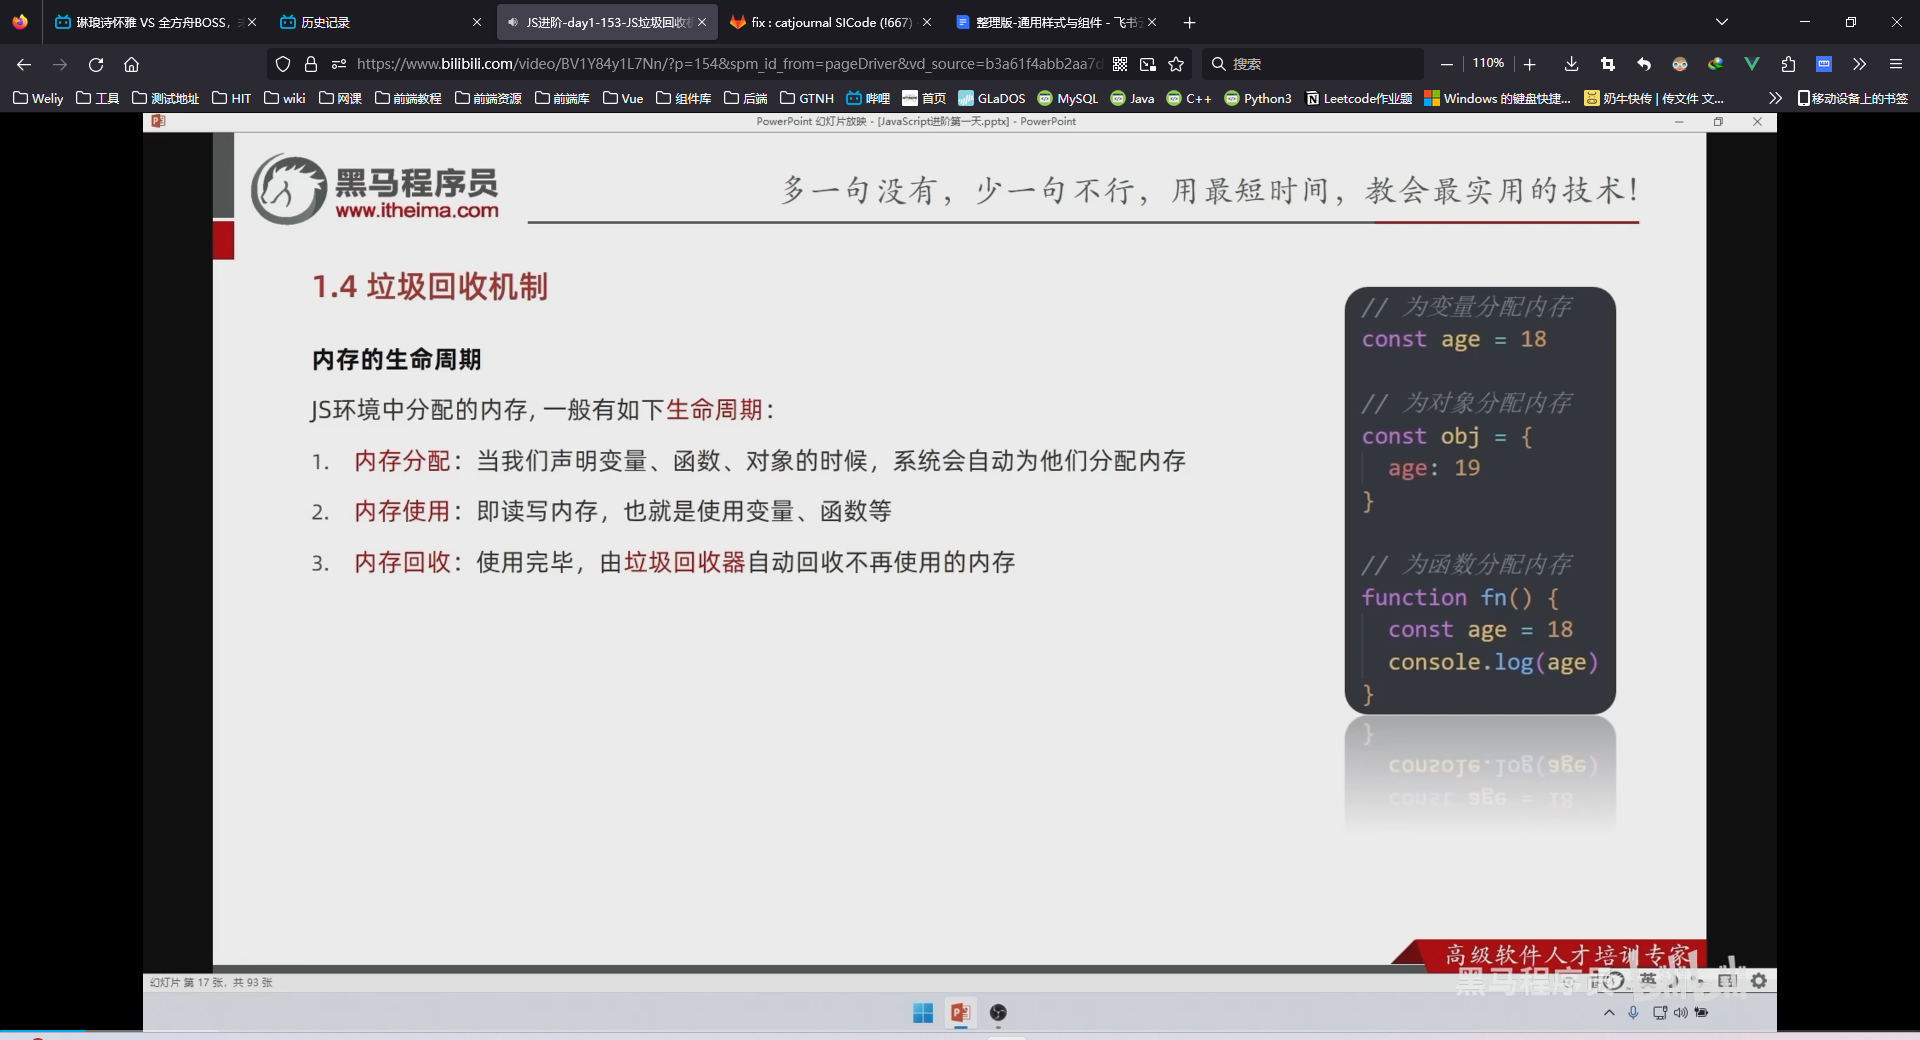 琳琅诗怀雅 VS 全方舟BOSS，
历史记录
JS进阶-day1-153-JS垃圾回收机
fix : catjournal SICode (!667)
整理版-通用样式与组件 - 飞书云
https://www.bilibili.com/video/BV1Y84y1L7Nn/?p=154&spm_id_from=pageDriver&vd_source=b3a61f4abb2aa7d
搜索
110%
Weliy
工具
测试地址
HIT
wiki
网课
前端教程
前端资源
前端库
Vue
组件库
后端
GTNH
哔哩
首页
GLaDOS
MySQL
Java
C++
Python3
Leetcode作业题
Windows 的键盘快捷...
奶牛快传 | 传文件 文...
移动设备上的书签
PowerPoint 幻灯片放映 - [JavaScript进阶第一天.pptx] - PowerPoint
黑马程序员
www.itheima.com
多一句没有，少一句不行，用最短时间，教会最实用的技术！
1.4 垃圾回收机制
内存的生命周期
JS环境中分配的内存, 一般有如下生命周期：
1. 内存分配：当我们声明变量、函数、对象的时候，系统会自动为他们分配内存
2. 内存使用：即读写内存，也就是使用变量、函数等
3. 内存回收：使用完毕，由垃圾回收器自动回收不再使用的内存
// 为变量分配内存
const age = 18
// 为对象分配内存
const obj = {
age: 19
}
// 为函数分配内存
function fn() {
const age = 18
console.log(age)
}
高级软件人才培训专家
黑马程序员 bilibili
英
幻灯片 第 17 张，共 93 张